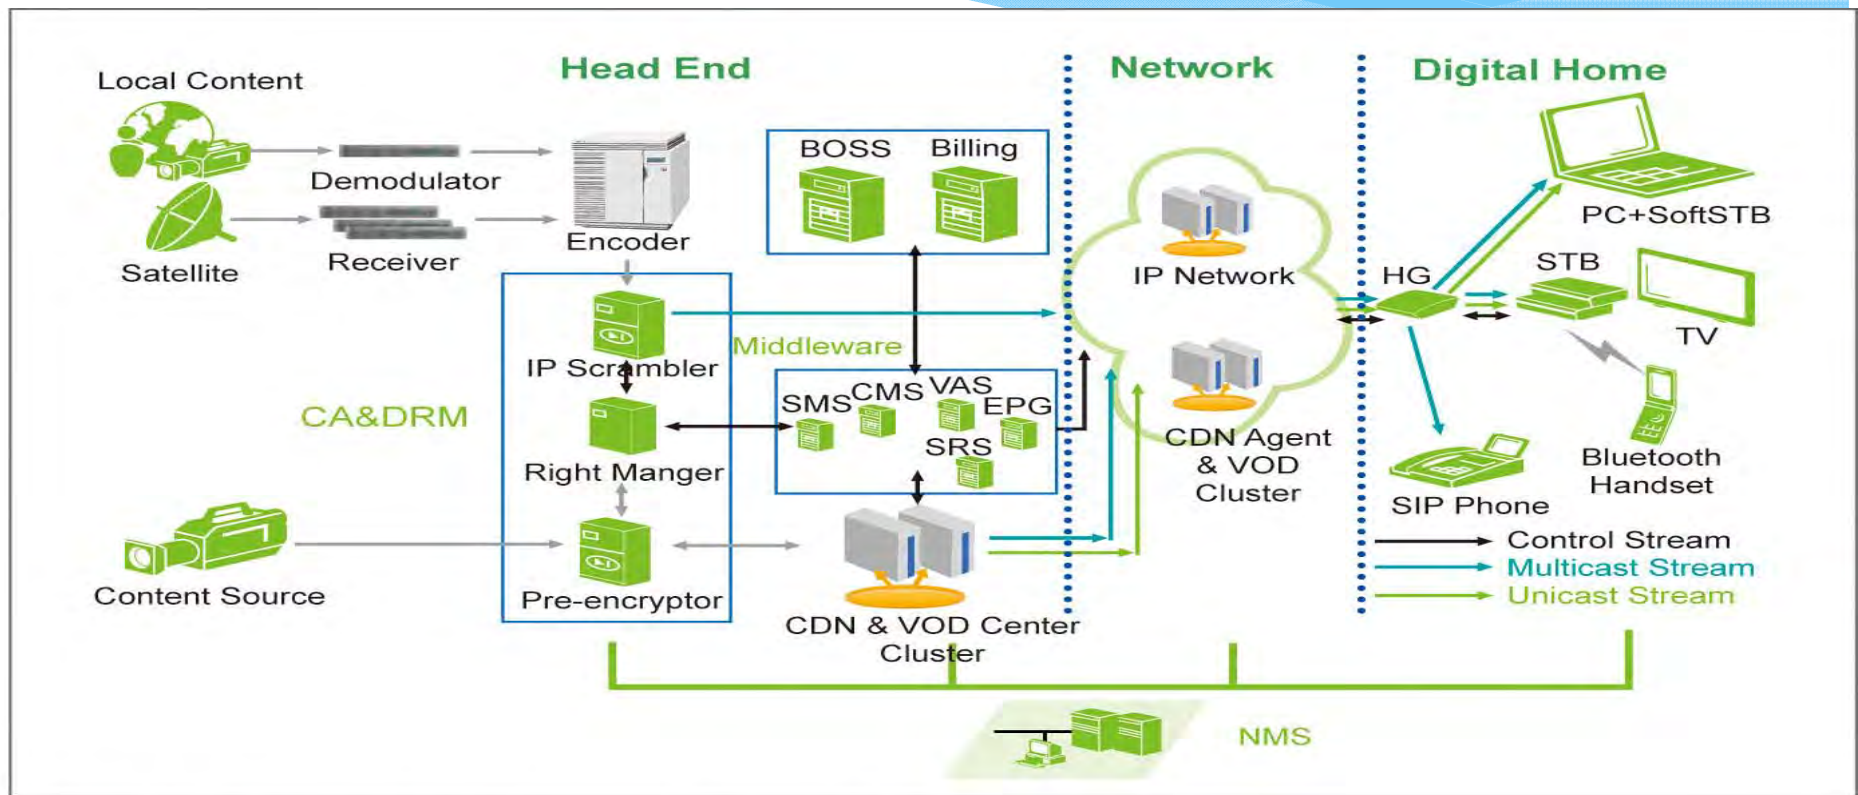 Head End
Network
Digital Home
Local Content
Demodulator
Satellite
Receiver
Encoder
BOSS
Billing
IP Scrambler
Middleware
CA&DRM
Right Manger
SMS
CMS
VAS
EPG
SRS
Content Source
Pre-encryptor
CDN & VOD Center
Cluster
IP Network
CDN Agent
& VOD
Cluster
HG
PC+SoftSTB
STB
TV
SIP Phone
Bluetooth
Handset
Control Stream
Multicast Stream
Unicast Stream
NMS